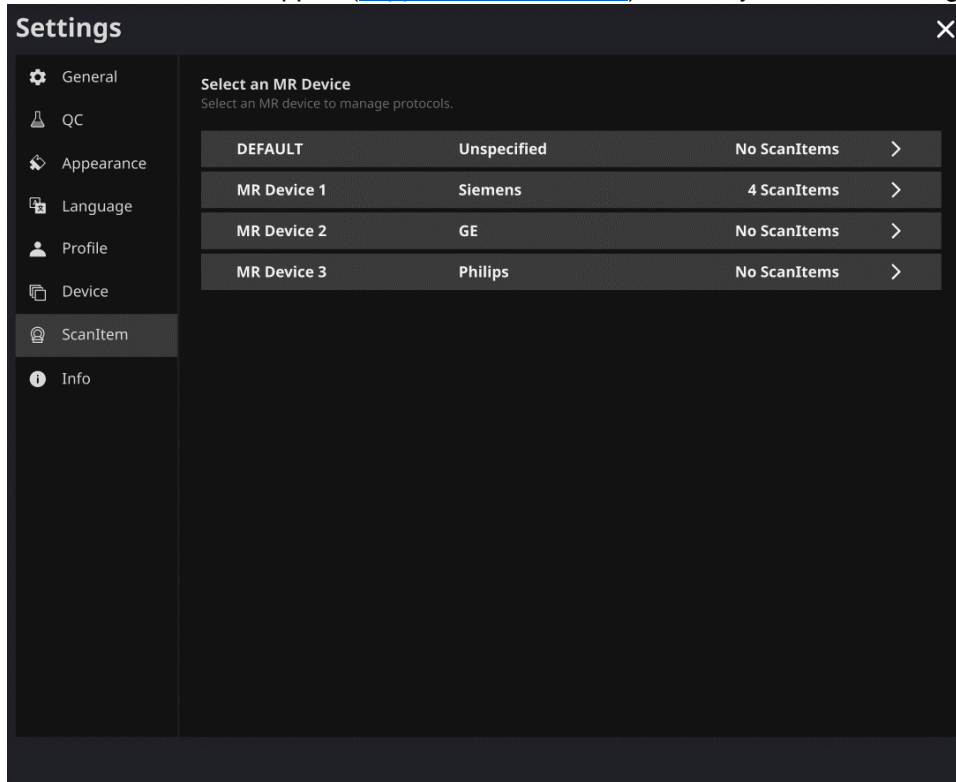 Settings
General
QC
Appearance
Language
Profile
Device
ScanItem
Info
Select an MR Device
Select an MR device to manage protocols.
DEFAULT Unspecified No ScanItems
MR Device 1 Siemens 4 ScanItems
MR Device 2 GE No ScanItems
MR Device 3 Philips No ScanItems